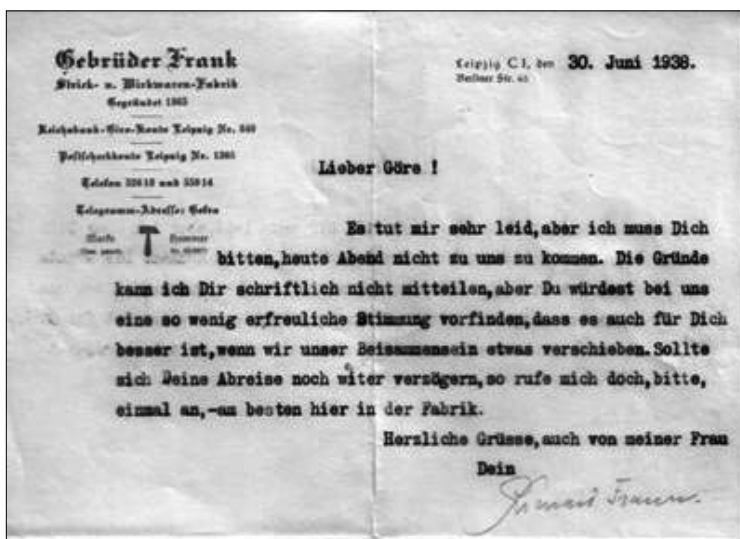 Gebrüder Frank
Strick- u. Wirkwaren-Fabrik
Gegründet 1865
Reichsbank-Giro-Konto Leipzig No. 840
Postscheckkonto Leipzig No. 1365
Telefon 52618 und 55914
Telegramm-Adresse: Gefra
Marke Hammer
Leipzig C 1, den 30. Juni 1938.
Berliner Str.
Lieber Göre !
Es tut mir sehr leid,aber ich muss Dich
bitten,heute Abend nicht zu uns zu kommen. Die Gründe
kann ich Dir schriftlich nicht mitteilen,aber Du würdest bei uns
eine so wenig erfreuliche Stimmung vorfinden,dass es auch für Dich
besser ist,wenn wir unser Beisammensein etwas verschieben.Sollte
sich Deine Abreise noch witer verzögern,so rufe mich doch,bitte,
einmal an,-am besten hier in der Fabrik.
Herzliche Grüsse,auch von meiner Frau
Dein